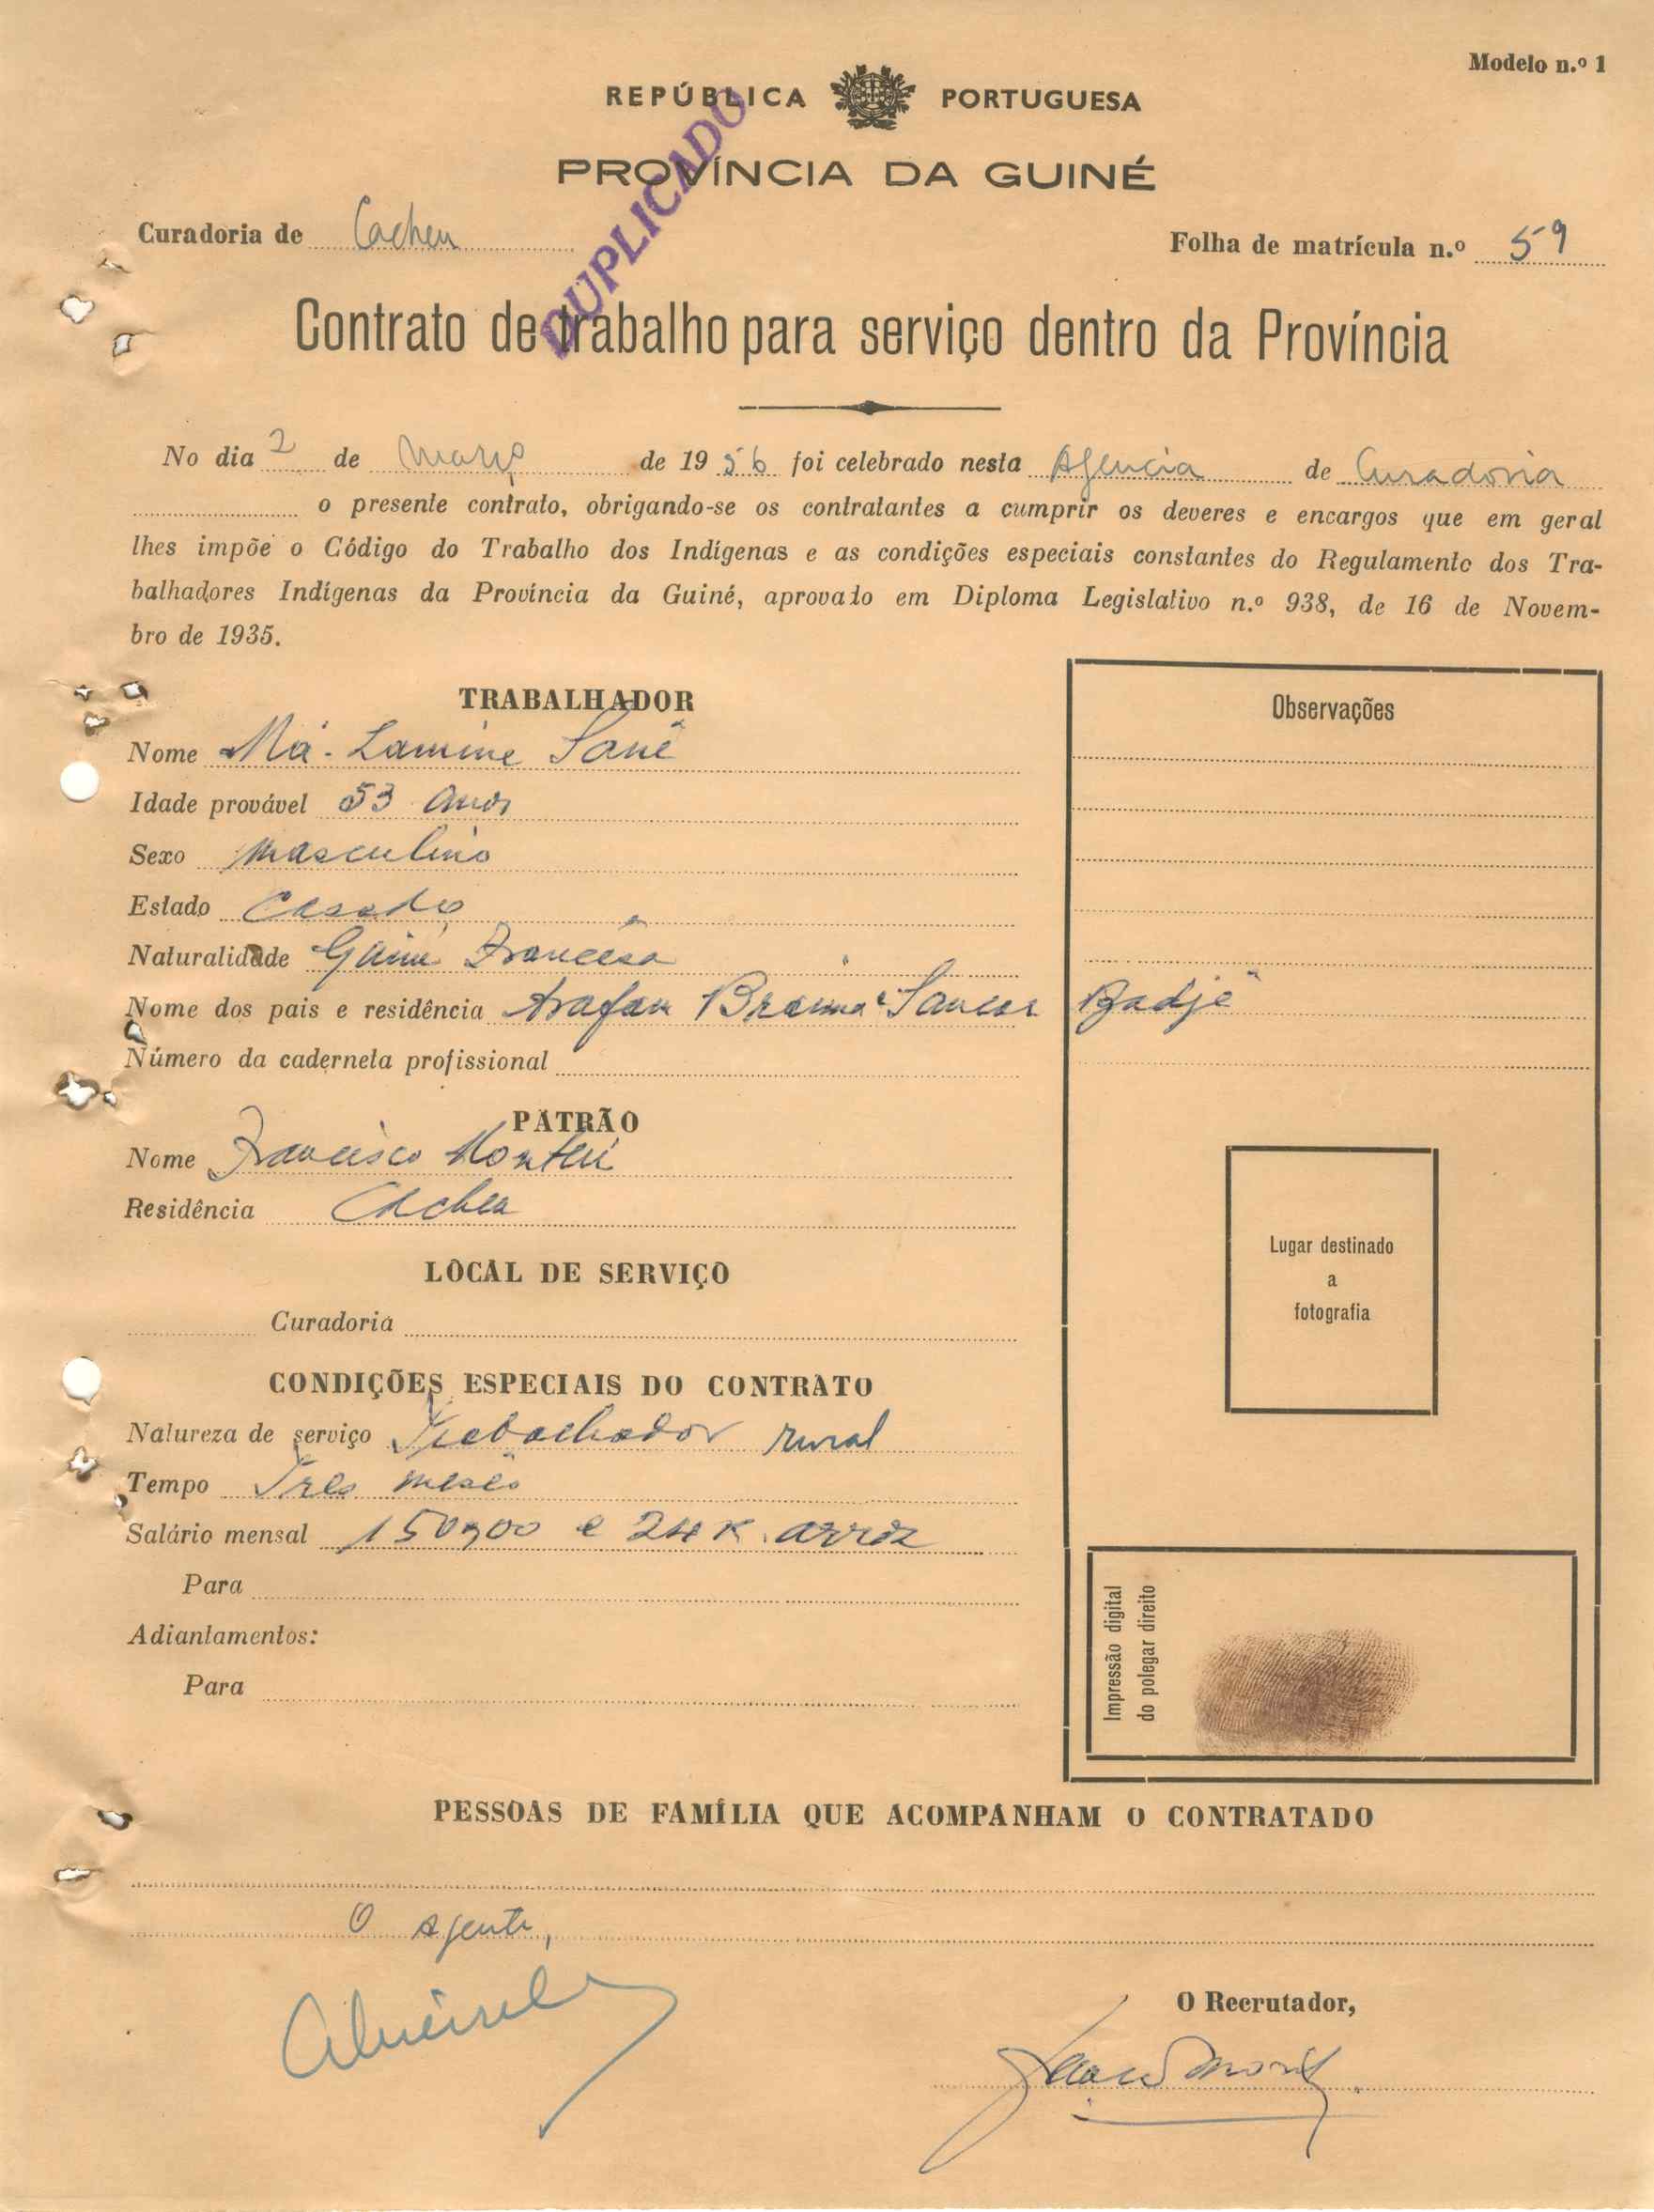 Modelo n.º 1
REPÚBLICA PORTUGUESA
DUPLICADO
PROVÍNCIA DA GUINÉ
Curadoria de Cacheu
Folha de matrícula n.º 59
Contrato de trabalho para serviço dentro da Província
No dia 2 de Março de 1956 foi celebrado nesta Agencia de Curadoria
o presente contrato, obrigando-se os contratantes a cumprir os deveres e encargos que em geral
lhes impõe o Código do Trabalho dos Indígenas e as condições especiais constantes do Regulamento dos Tra-
balhadores Indígenas da Província da Guiné, aprovado em Diploma Legislativo n.º 938, de 16 de Novem-
bro de 1935.
TRABALHADOR
Observações
Nome Má-Lamine Sané
Idade provável 53 anos
Sexo masculino
Estado Casado
Naturalidade Guiné Francêsa
Nome dos pais e residência Arafam Braima e Badjé
Número da cadernela profissional
PATRÃO
Nome Francisco
Residência Cacheu
Lugar destinado
a
fotografia
LOCAL DE SERVIÇO
Curadoria
CONDIÇÕES ESPECIAIS DO CONTRATO
Natureza de serviço Trabalhador rural
Tempo Tres meses
Salário mensal 150$00 e 24 K. arroz
Para
Adiantamentos:
Para
Impressão digital
do polegar direito
PESSOAS DE FAMÍLIA QUE ACOMPANHAM O CONTRATADO
O Agente,
O Recrutador,